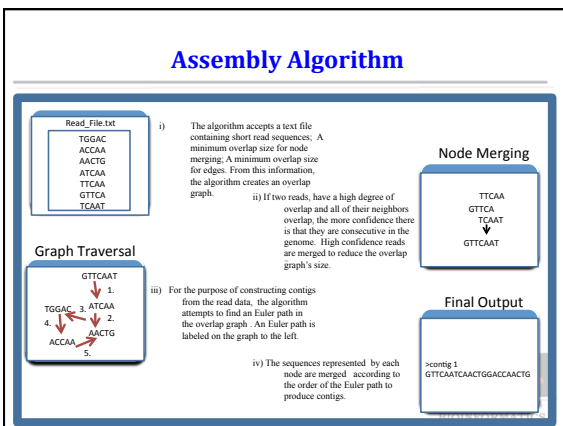 Assembly Algorithm
Read_File.txt
TGGAC
ACCAA
AACTG
ATCAA
TTCAA
GTTCA
TCAAT
i) The algorithm accepts a text file
containing short read sequences; A
minimum overlap size for node
merging; A minimum overlap size
for edges. From this information,
the algorithm creates an overlap
graph.
ii) If two reads, have a high degree of
overlap and all of their neighbors
overlap, the more confidence there
is that they are consecutive in the
genome. High confidence reads
are merged to reduce the overlap
graph's size.
Node Merging
TTCAA
GTTCA
TCAAT
GTTCAAT
Graph Traversal
GTTCAAT
1.
TGGAC 3. ATCAA
4. 2.
AACTG
ACCAA
5.
iii) For the purpose of constructing contigs
from the read data, the algorithm
attempts to find an Euler path in
the overlap graph . An Euler path is
labeled on the graph to the left.
iv) The sequences represented by each
node are merged according to
the order of the Euler path to
produce contigs.
Final Output
>contig 1
GTTCAATCAACTGGACCAACTG
BIOINFORMATICS